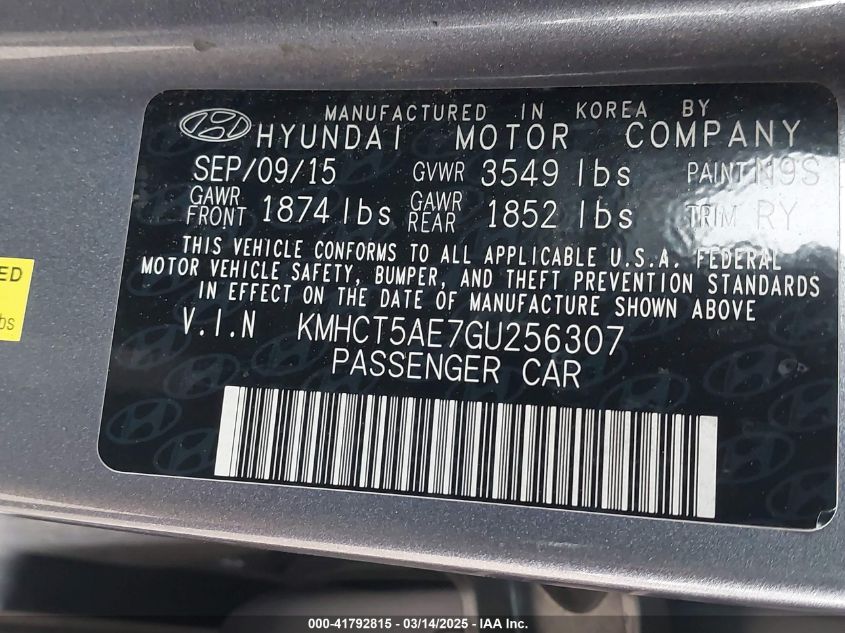 MANUFACTURED IN KOREA BY
HYUNDAI MOTOR COMPANY
SEP/09/15 GVWR 3549 lbs PAINT N9S
GAWR FRONT 1874 lbs GAWR REAR 1852 lbs TRIM RY
THIS VEHICLE CONFORMS TO ALL APPLICABLE U.S.A. FEDERAL
MOTOR VEHICLE SAFETY, BUMPER, AND THEFT PREVENTION STANDARDS
IN EFFECT ON THE DATE OF MANUFACTURE SHOWN ABOVE
V.I.N KMHCT5AE7GU256307
PASSENGER CAR
000-41792815 - 03/14/2025 - IAA Inc.